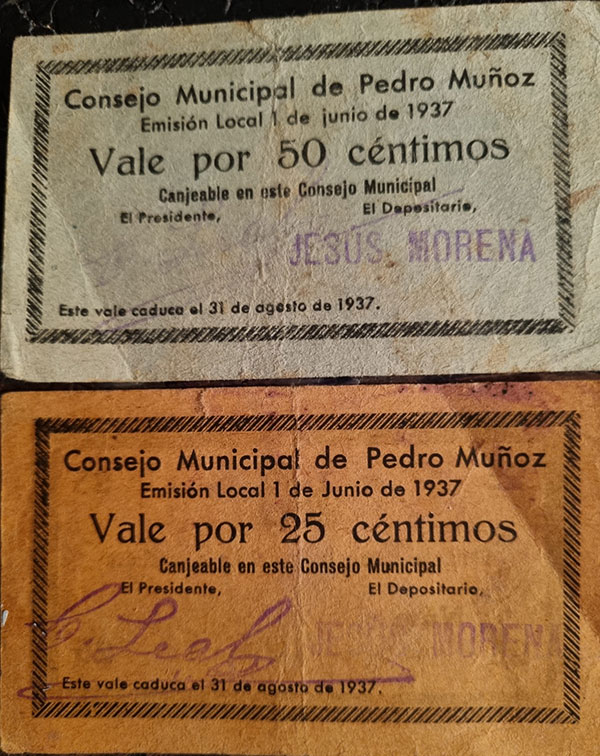 Consejo Municipal de Pedro Muñoz
Emisión Local 1 de junio de 1937
Vale por 50 céntimos
Canjeable en este Consejo Municipal
El Presidente, El Depositario,
JESÚS MORENA
Este vale caduca el 31 de agosto de 1937.
Consejo Municipal de Pedro Muñoz
Emisión Local 1 de Junio de 1937
Vale por 25 céntimos
Canjeable en este Consejo Municipal
El Presidente, El Depositario,
JESÚS MORENA
Este vale caduca el 31 de agosto de 1937.